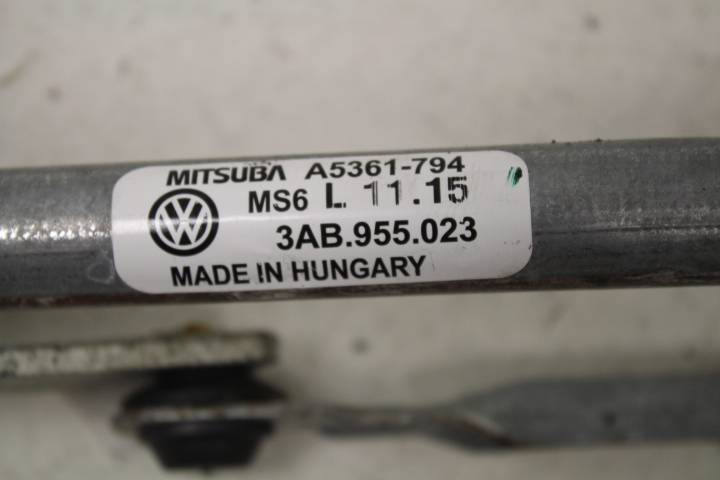 MITSUBA A5361-794
MS6 L 11.15
3AB.955.023
MADE IN HUNGARY